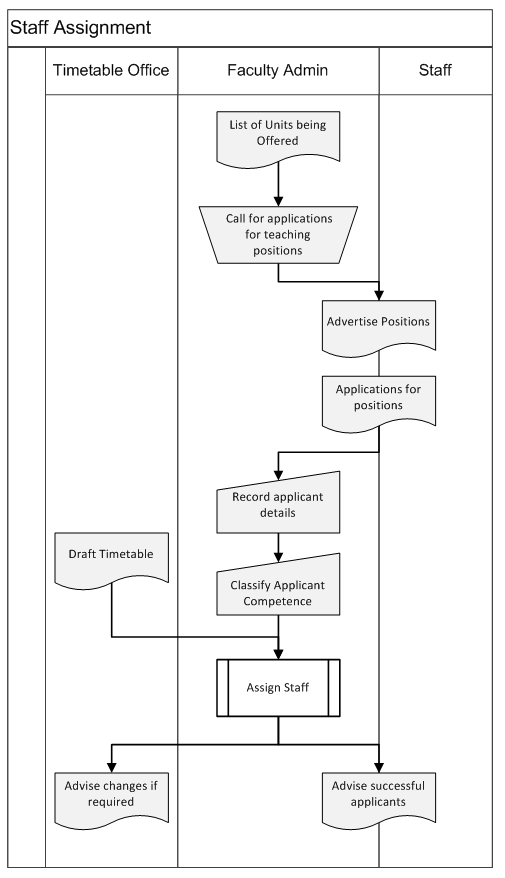 Staff Assignment
Timetable Office
Faculty Admin
Staff
List of Units being
Offered
Call for applications
for teaching
positions
Advertise Positions
Applications for
positions
Record applicant
details
Draft Timetable
Classify Applicant
Competence
Assign Staff
Advise changes if
required
Advise successful
applicants